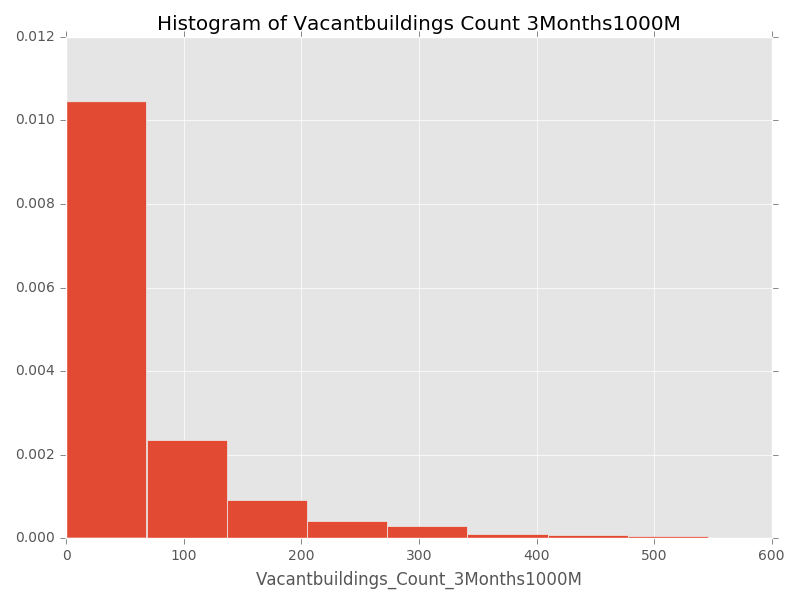 Histogram of Vacantbuildings Count 3Months1000M
0.012
0.010
0.008
0.006
0.004
0.002
0.000
0 100 200 300 400 500 600
Vacantbuildings_Count_3Months1000M